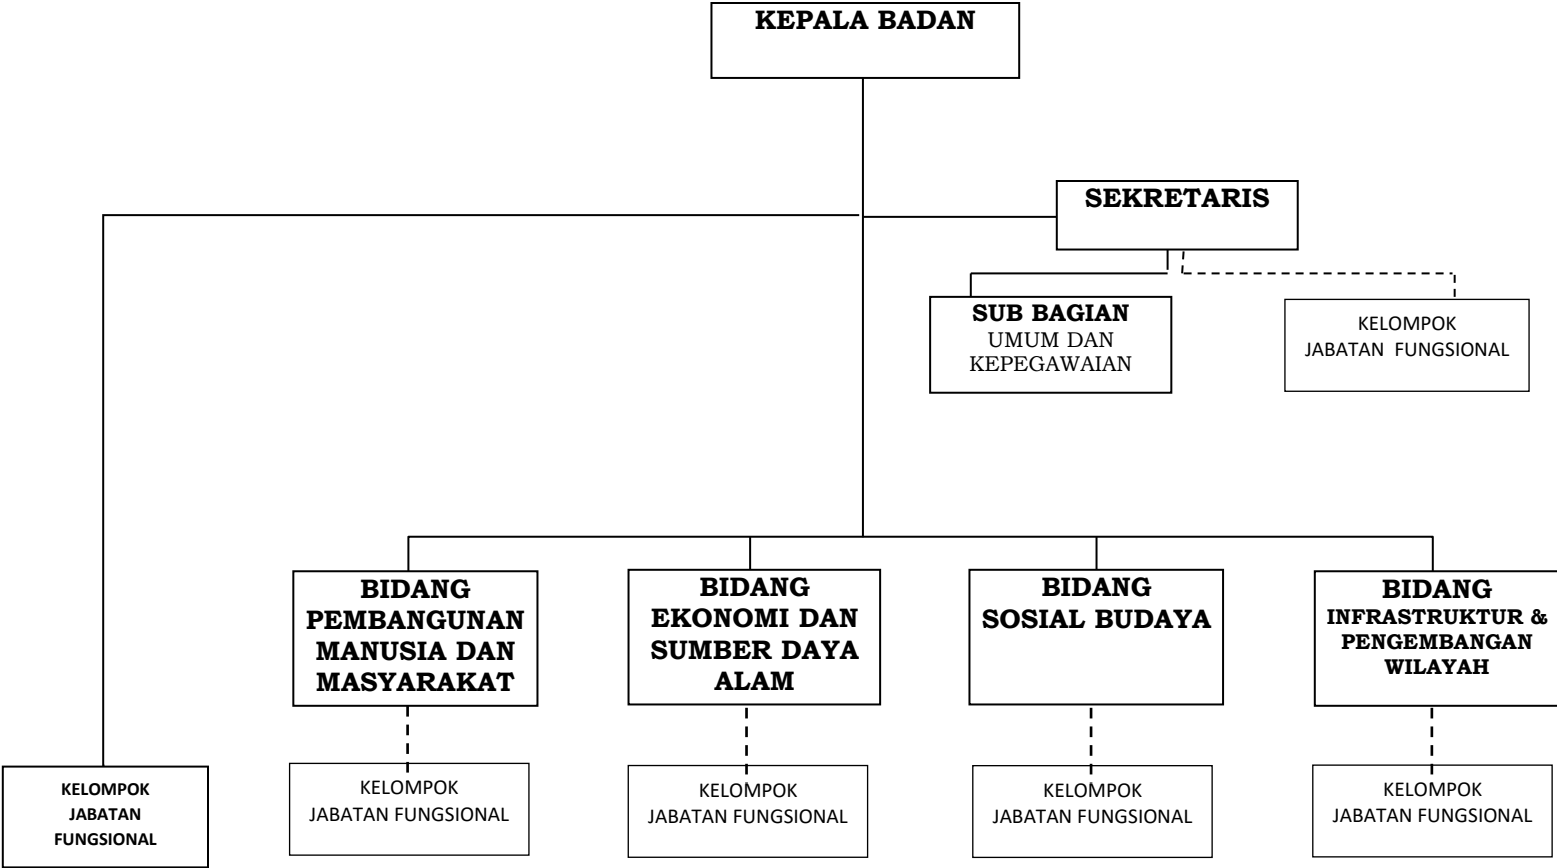 KEPALA BADAN
SEKRETARIS
SUB BAGIAN
UMUM DAN
KEPEGAWAIAN
KELOMPOK
JABATAN FUNGSIONAL
BIDANG
PEMBANGUNAN
MANUSIA DAN
MASYARAKAT
BIDANG
EKONOMI DAN
SUMBER DAYA
ALAM
BIDANG
SOSIAL BUDAYA
BIDANG
INFRASTRUKTUR &
PENGEMBANGAN
WILAYAH
KELOMPOK
JABATAN
FUNGSIONAL
KELOMPOK
JABATAN FUNGSIONAL
KELOMPOK
JABATAN FUNGSIONAL
KELOMPOK
JABATAN FUNGSIONAL
KELOMPOK
JABATAN FUNGSIONAL